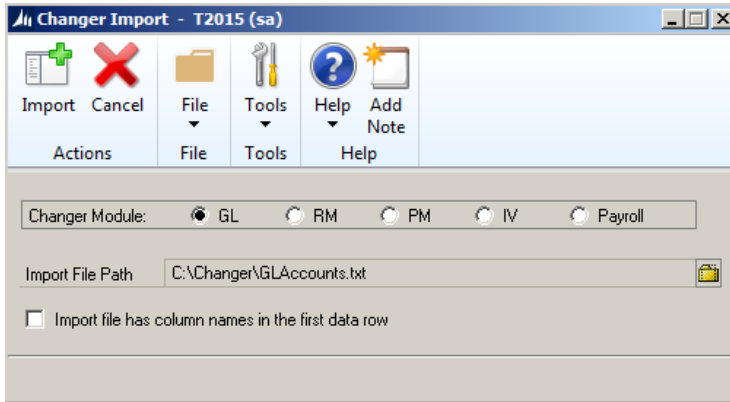 Changer Import - T2015 (sa)
Import Cancel File Tools Help Add Note
Actions File Tools Help
Changer Module: GL RM PM IV Payroll
Import File Path C:\Changer\GLAccounts.txt
Import file has column names in the first data row